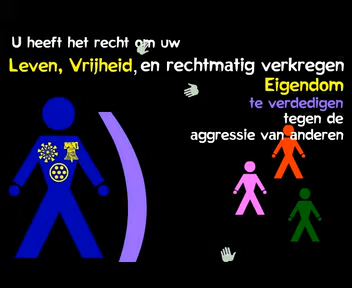 U heeft het recht om uw
Leven, Vrijheid, en rechtmatig verkregen
Eigendom
te verdedigen
tegen de
aggressie van anderen